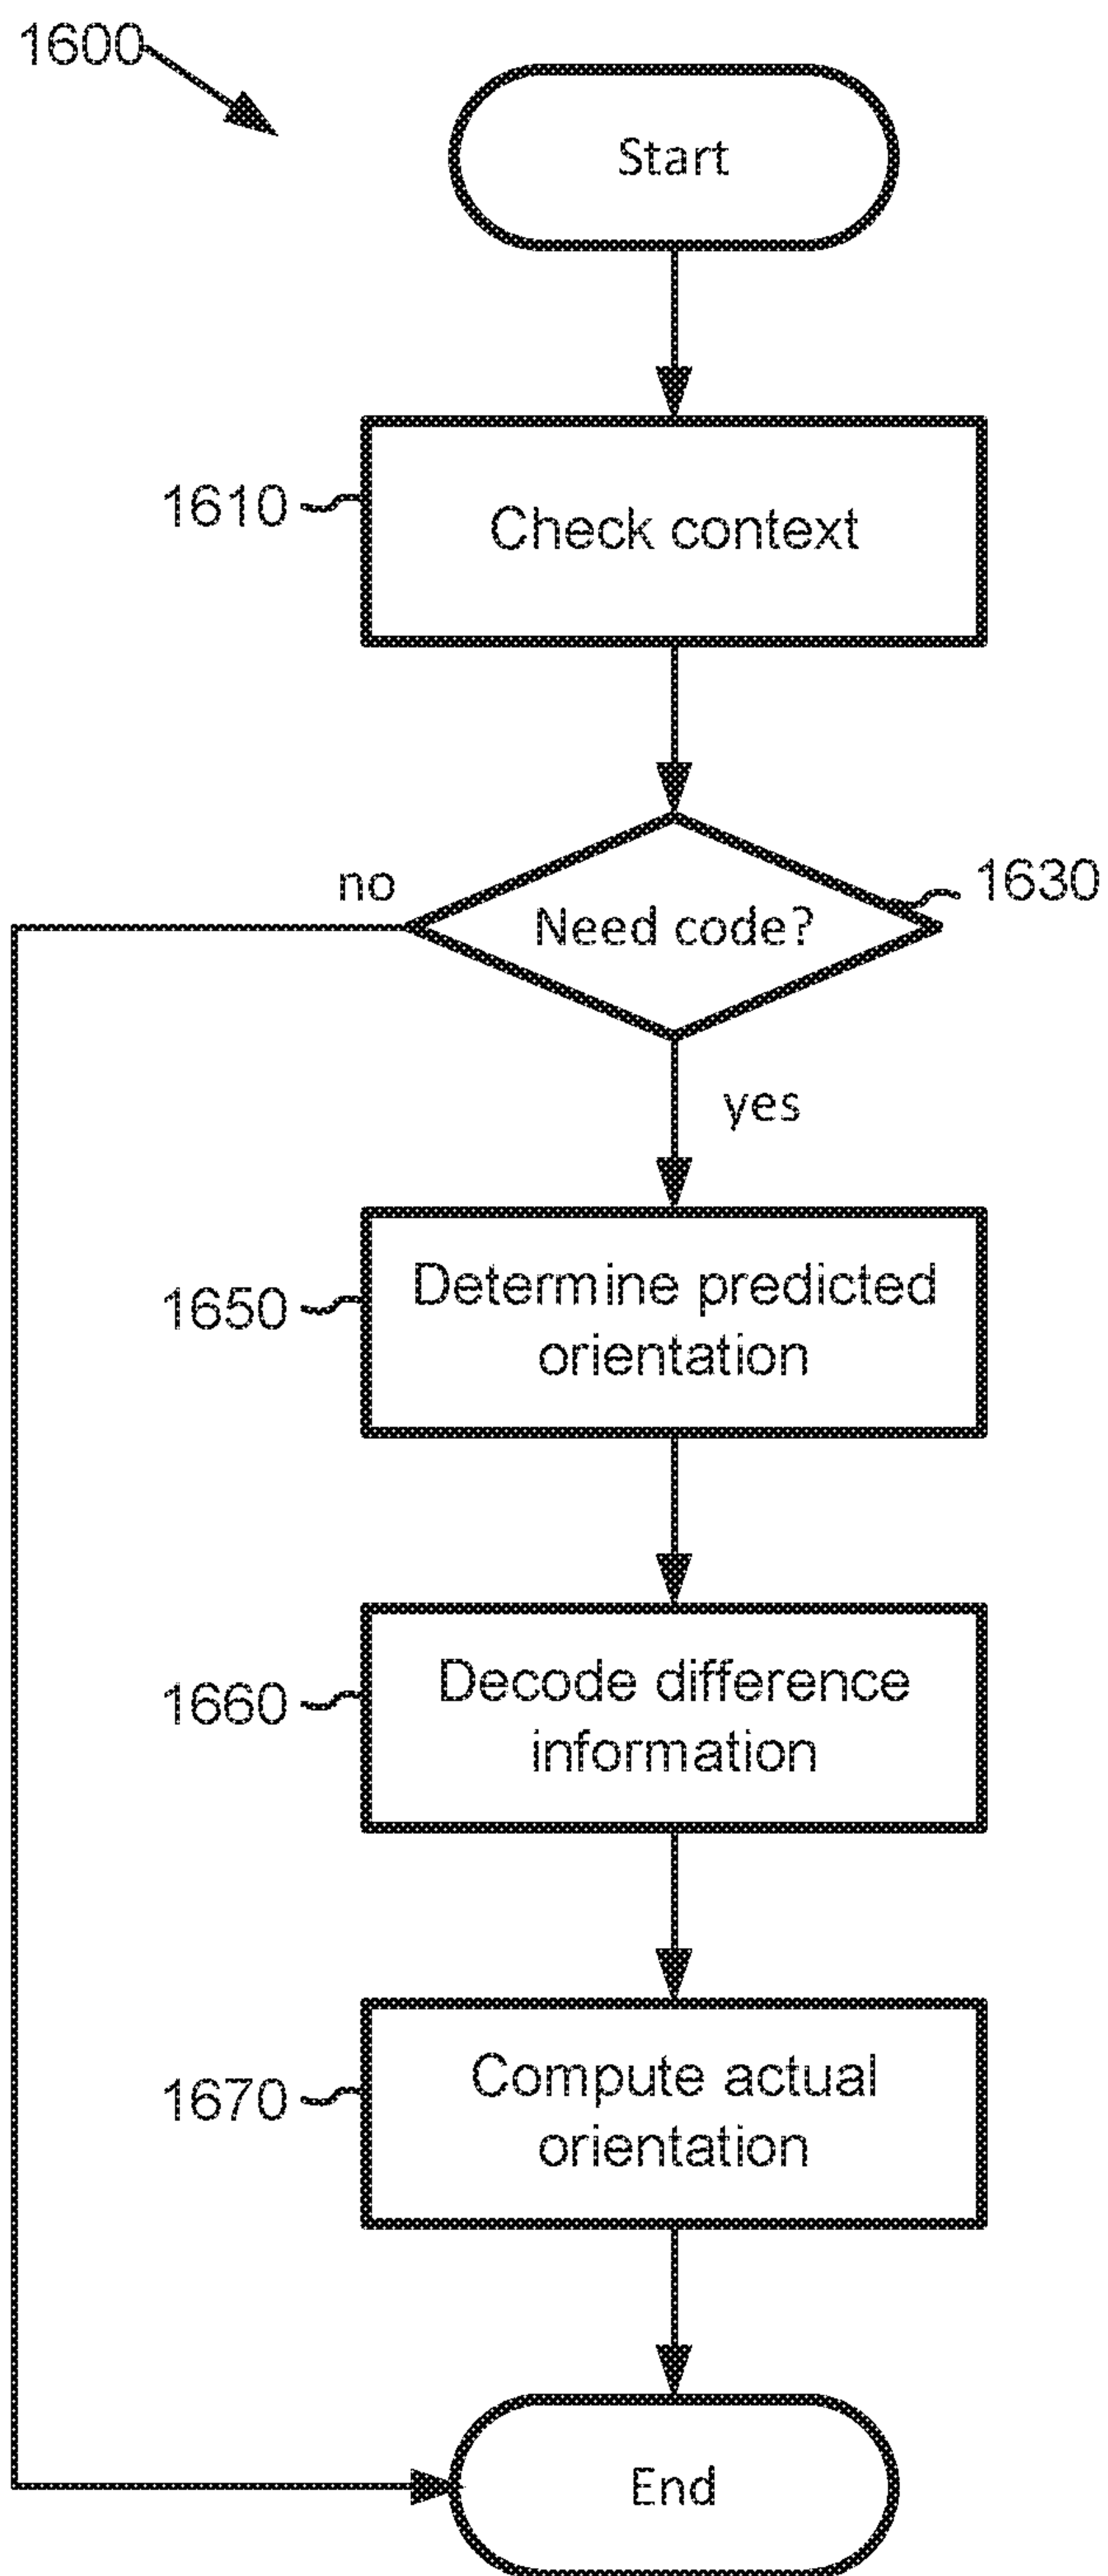 1600
Start
1610
Check context
no
1630
Need code?
yes
1650
Determine predicted
orientation
1660
Decode difference
information
1670
Compute actual
orientation
End